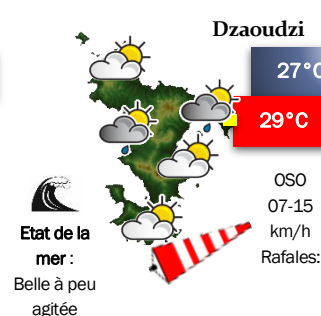 Dzaoudzi
27°C
29°C
OSO
07-15
km/h
Rafales:
Etat de la
mer :
Belle à peu
agitée